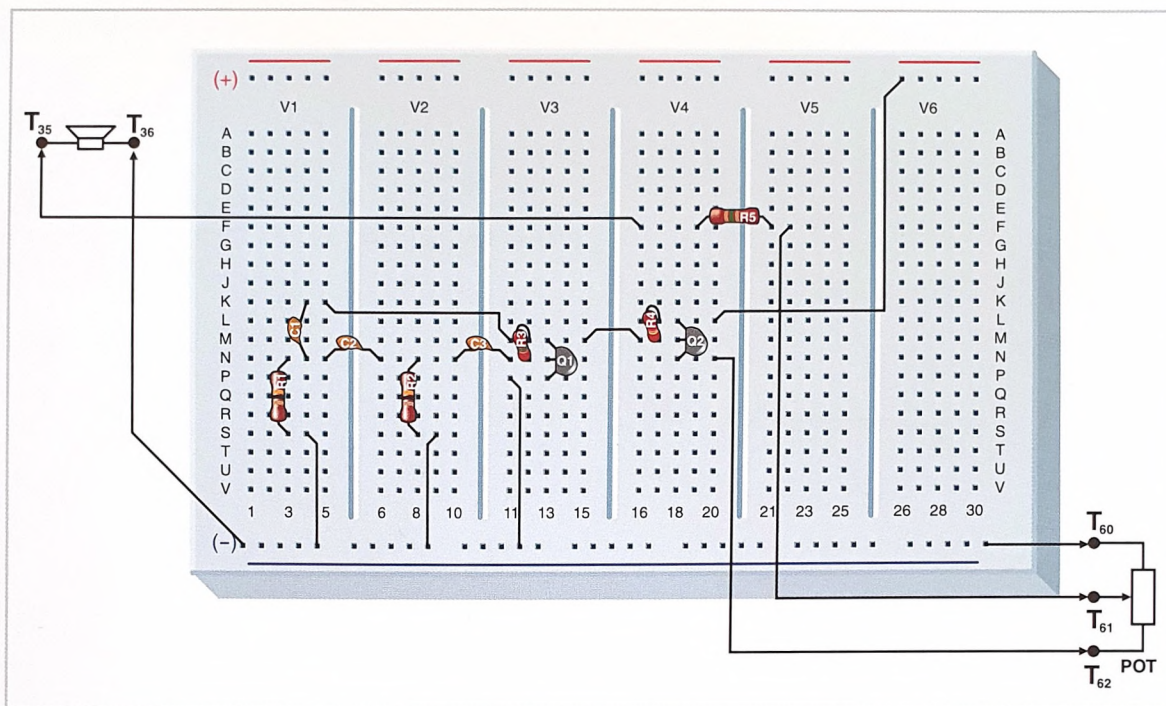 (+)
V1 V2 V3 V4 V5 V6
T35 T36
A A
B B
C C
D D
E R5 E
F F
G G
H H
J J
K K
L C1 R4 L
M C2 C3 R3 Q2 M
N Q1 N
P R1 R2 P
Q Q
R R
S S
T T
U U
V V
1 3 5 6 8 10 11 13 15 16 18 20 21 23 25 26 28 30
(−)
T60
T61
T62 POT